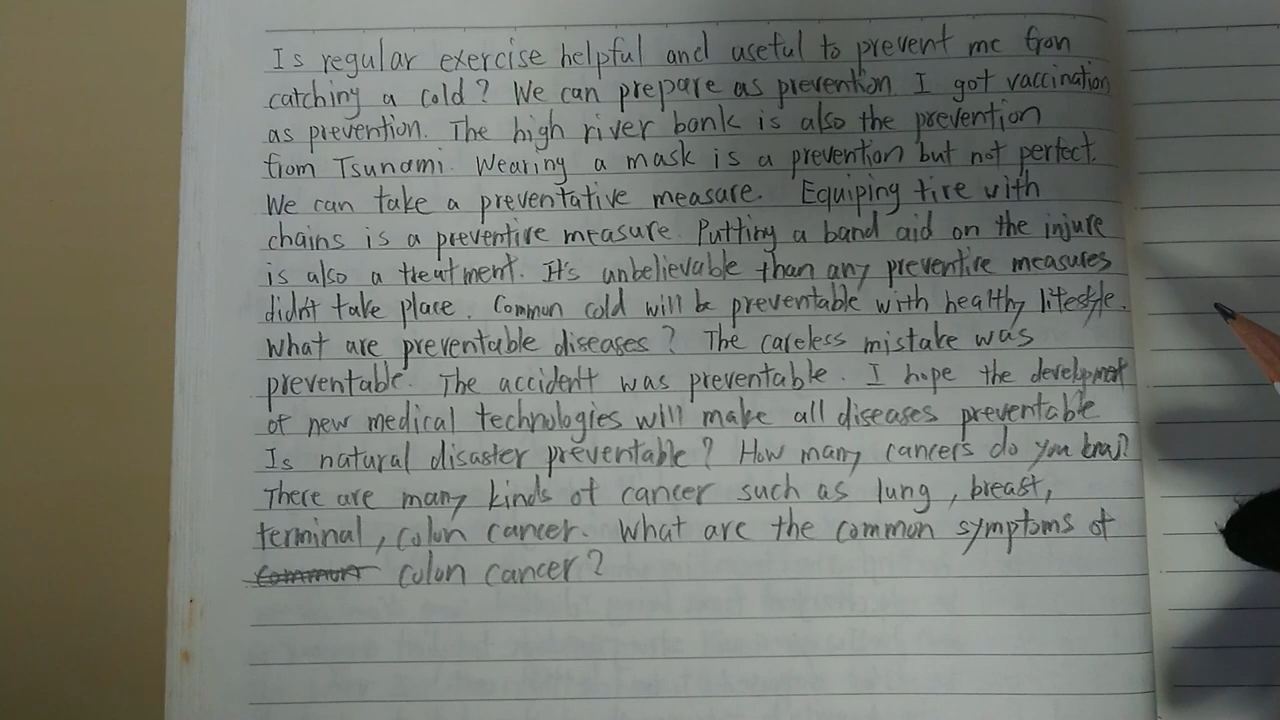 Is regular exercise helpful and useful to prevent me from
catching a cold? We can prepare as prevention. I got vaccination
as prevention. The high river bank is also the prevention
from Tsunami. Wearing a mask is a prevention but not perfect.
We can take a preventative measure. Equiping tire with
chains is a preventive measure. Putting a band aid on the injure
is also a treatment. It's unbelievable than any preventive measures
didn't take place. Common cold will be preventable with healthy lifestyle.
What are preventable diseases? The careless mistake was
preventable. The accident was preventable. I hope the development
of new medical technologies will make all diseases preventable
Is natural disaster preventable? How many cancers do you know?
There are many kinds of cancer such as lung, breast,
terminal, colon cancer. What are the common symptoms of
common colon cancer?